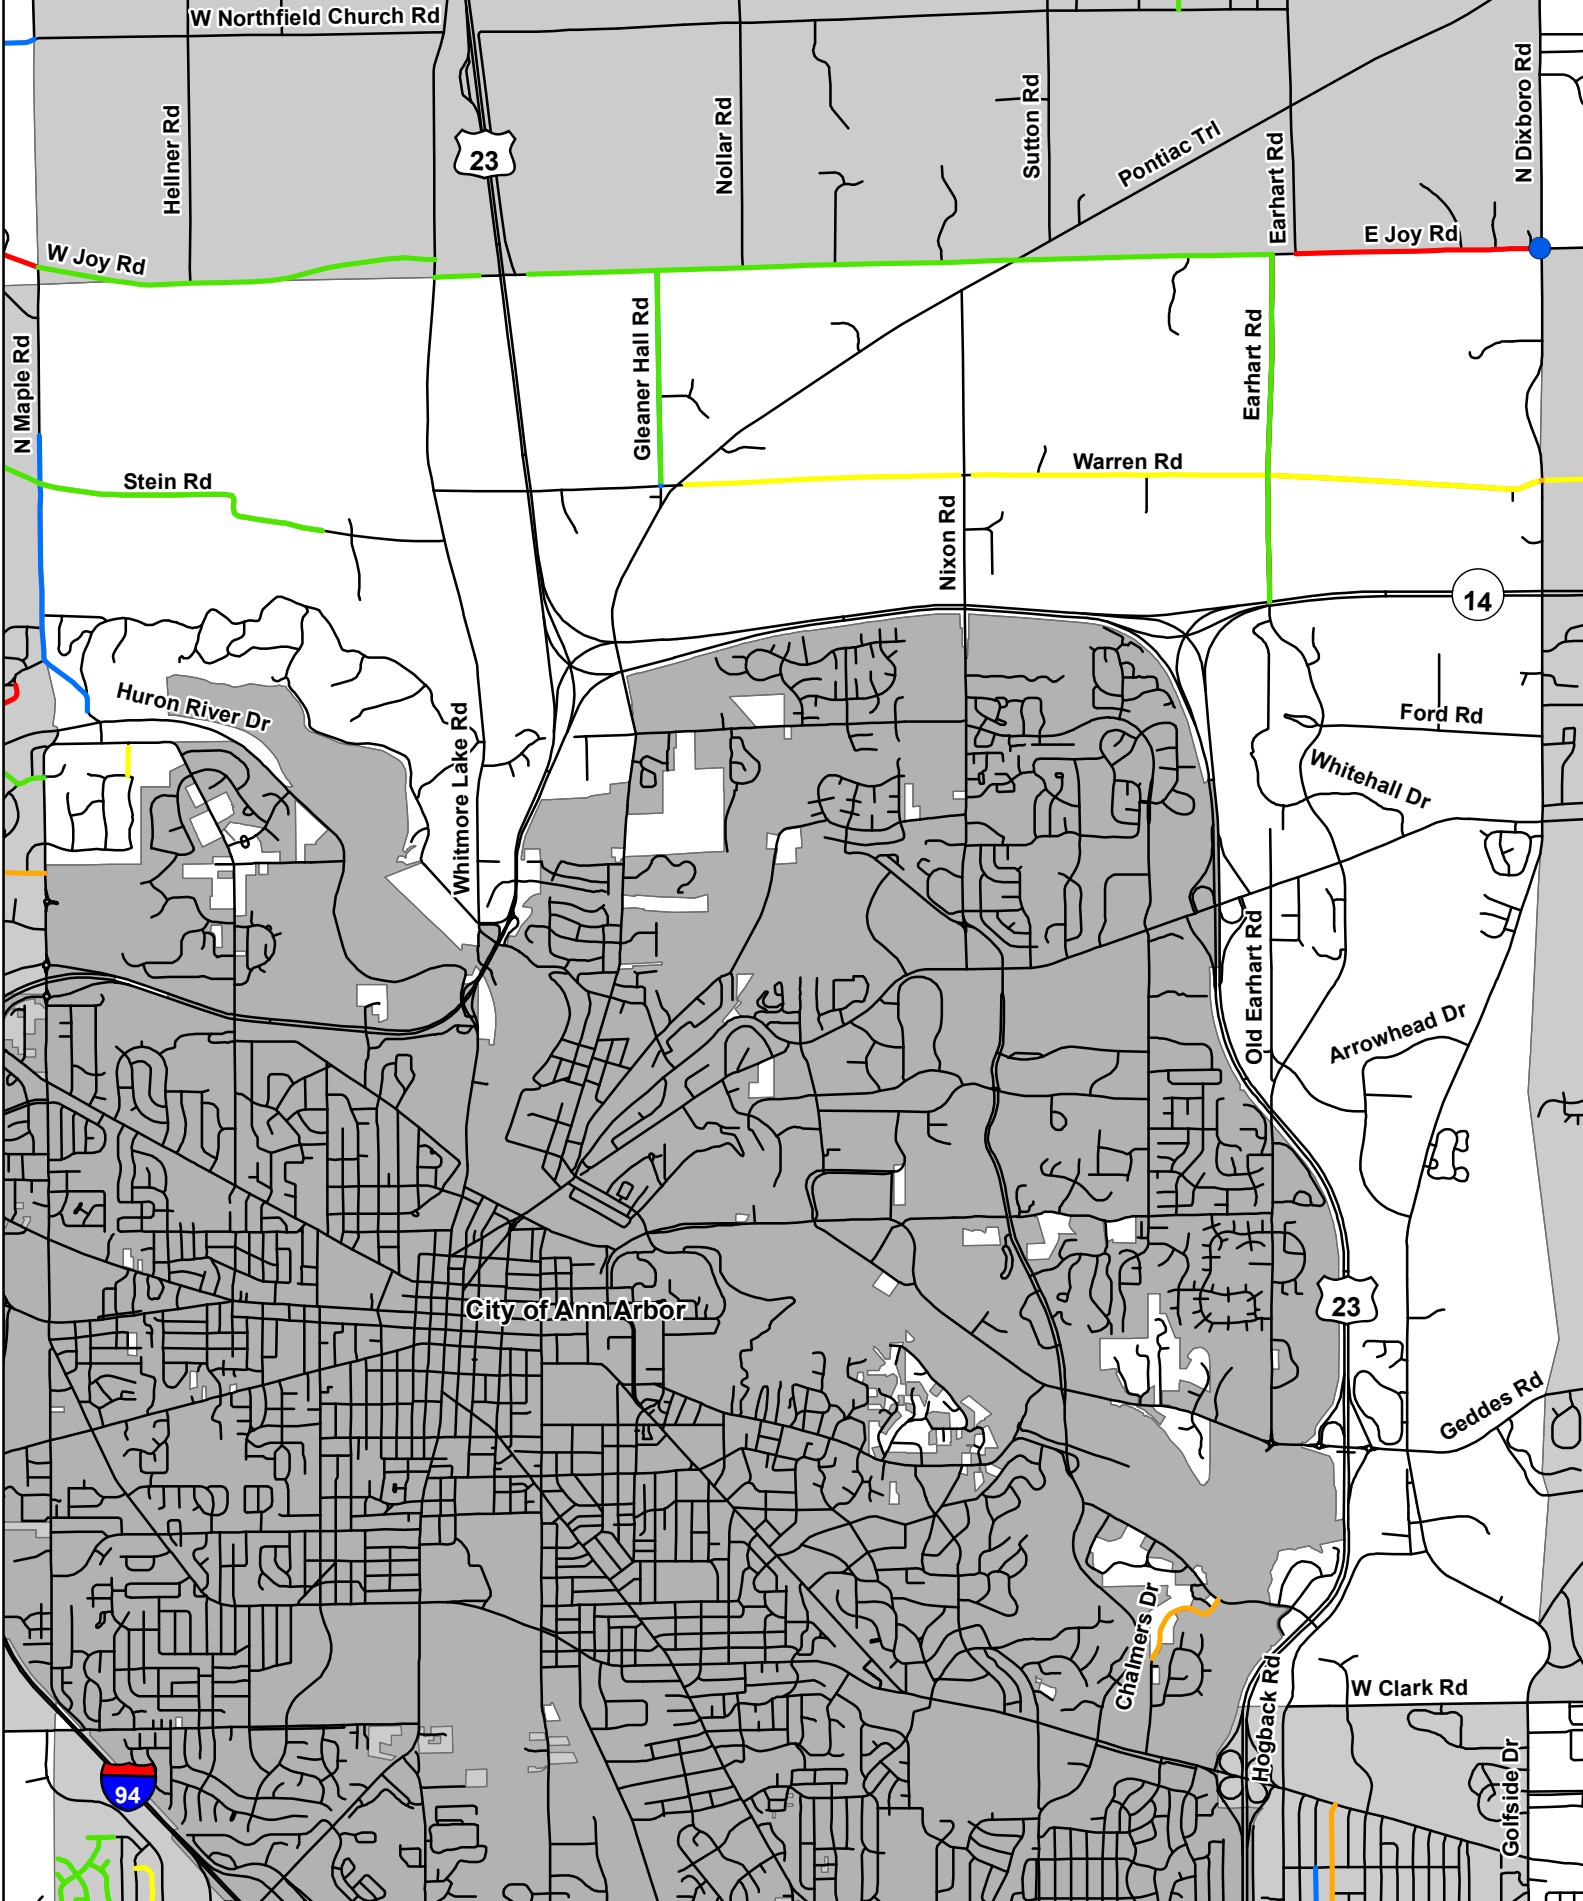 W Northfield Church Rd
Hellner Rd
23
Nollar Rd
Sutton Rd
Pontiac Trl
Earhart Rd
N Dixboro Rd
E Joy Rd
W Joy Rd
N Maple Rd
Gleaner Hall Rd
Earhart Rd
Stein Rd
Warren Rd
Nixon Rd
14
Huron River Dr
Whitmore Lake Rd
Ford Rd
Whitehall Dr
Old Earhart Rd
Arrowhead Dr
City of Ann Arbor
23
Geddes Rd
Chalmers Dr
Hogback Rd
W Clark Rd
Golfside Dr
94